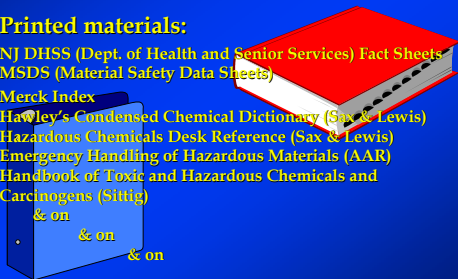 Printed materials:
NJ DHSS (Dept. of Health and Senior Services) Fact Sheets
MSDS (Material Safety Data Sheets)
Merck Index
Hawley's Condensed Chemical Dictionary (Sax & Lewis)
Hazardous Chemicals Desk Reference (Sax & Lewis)
Emergency Handling of Hazardous Materials (AAR)
Handbook of Toxic and Hazardous Chemicals and
Carcinogens (Sittig)
& on
& on
& on